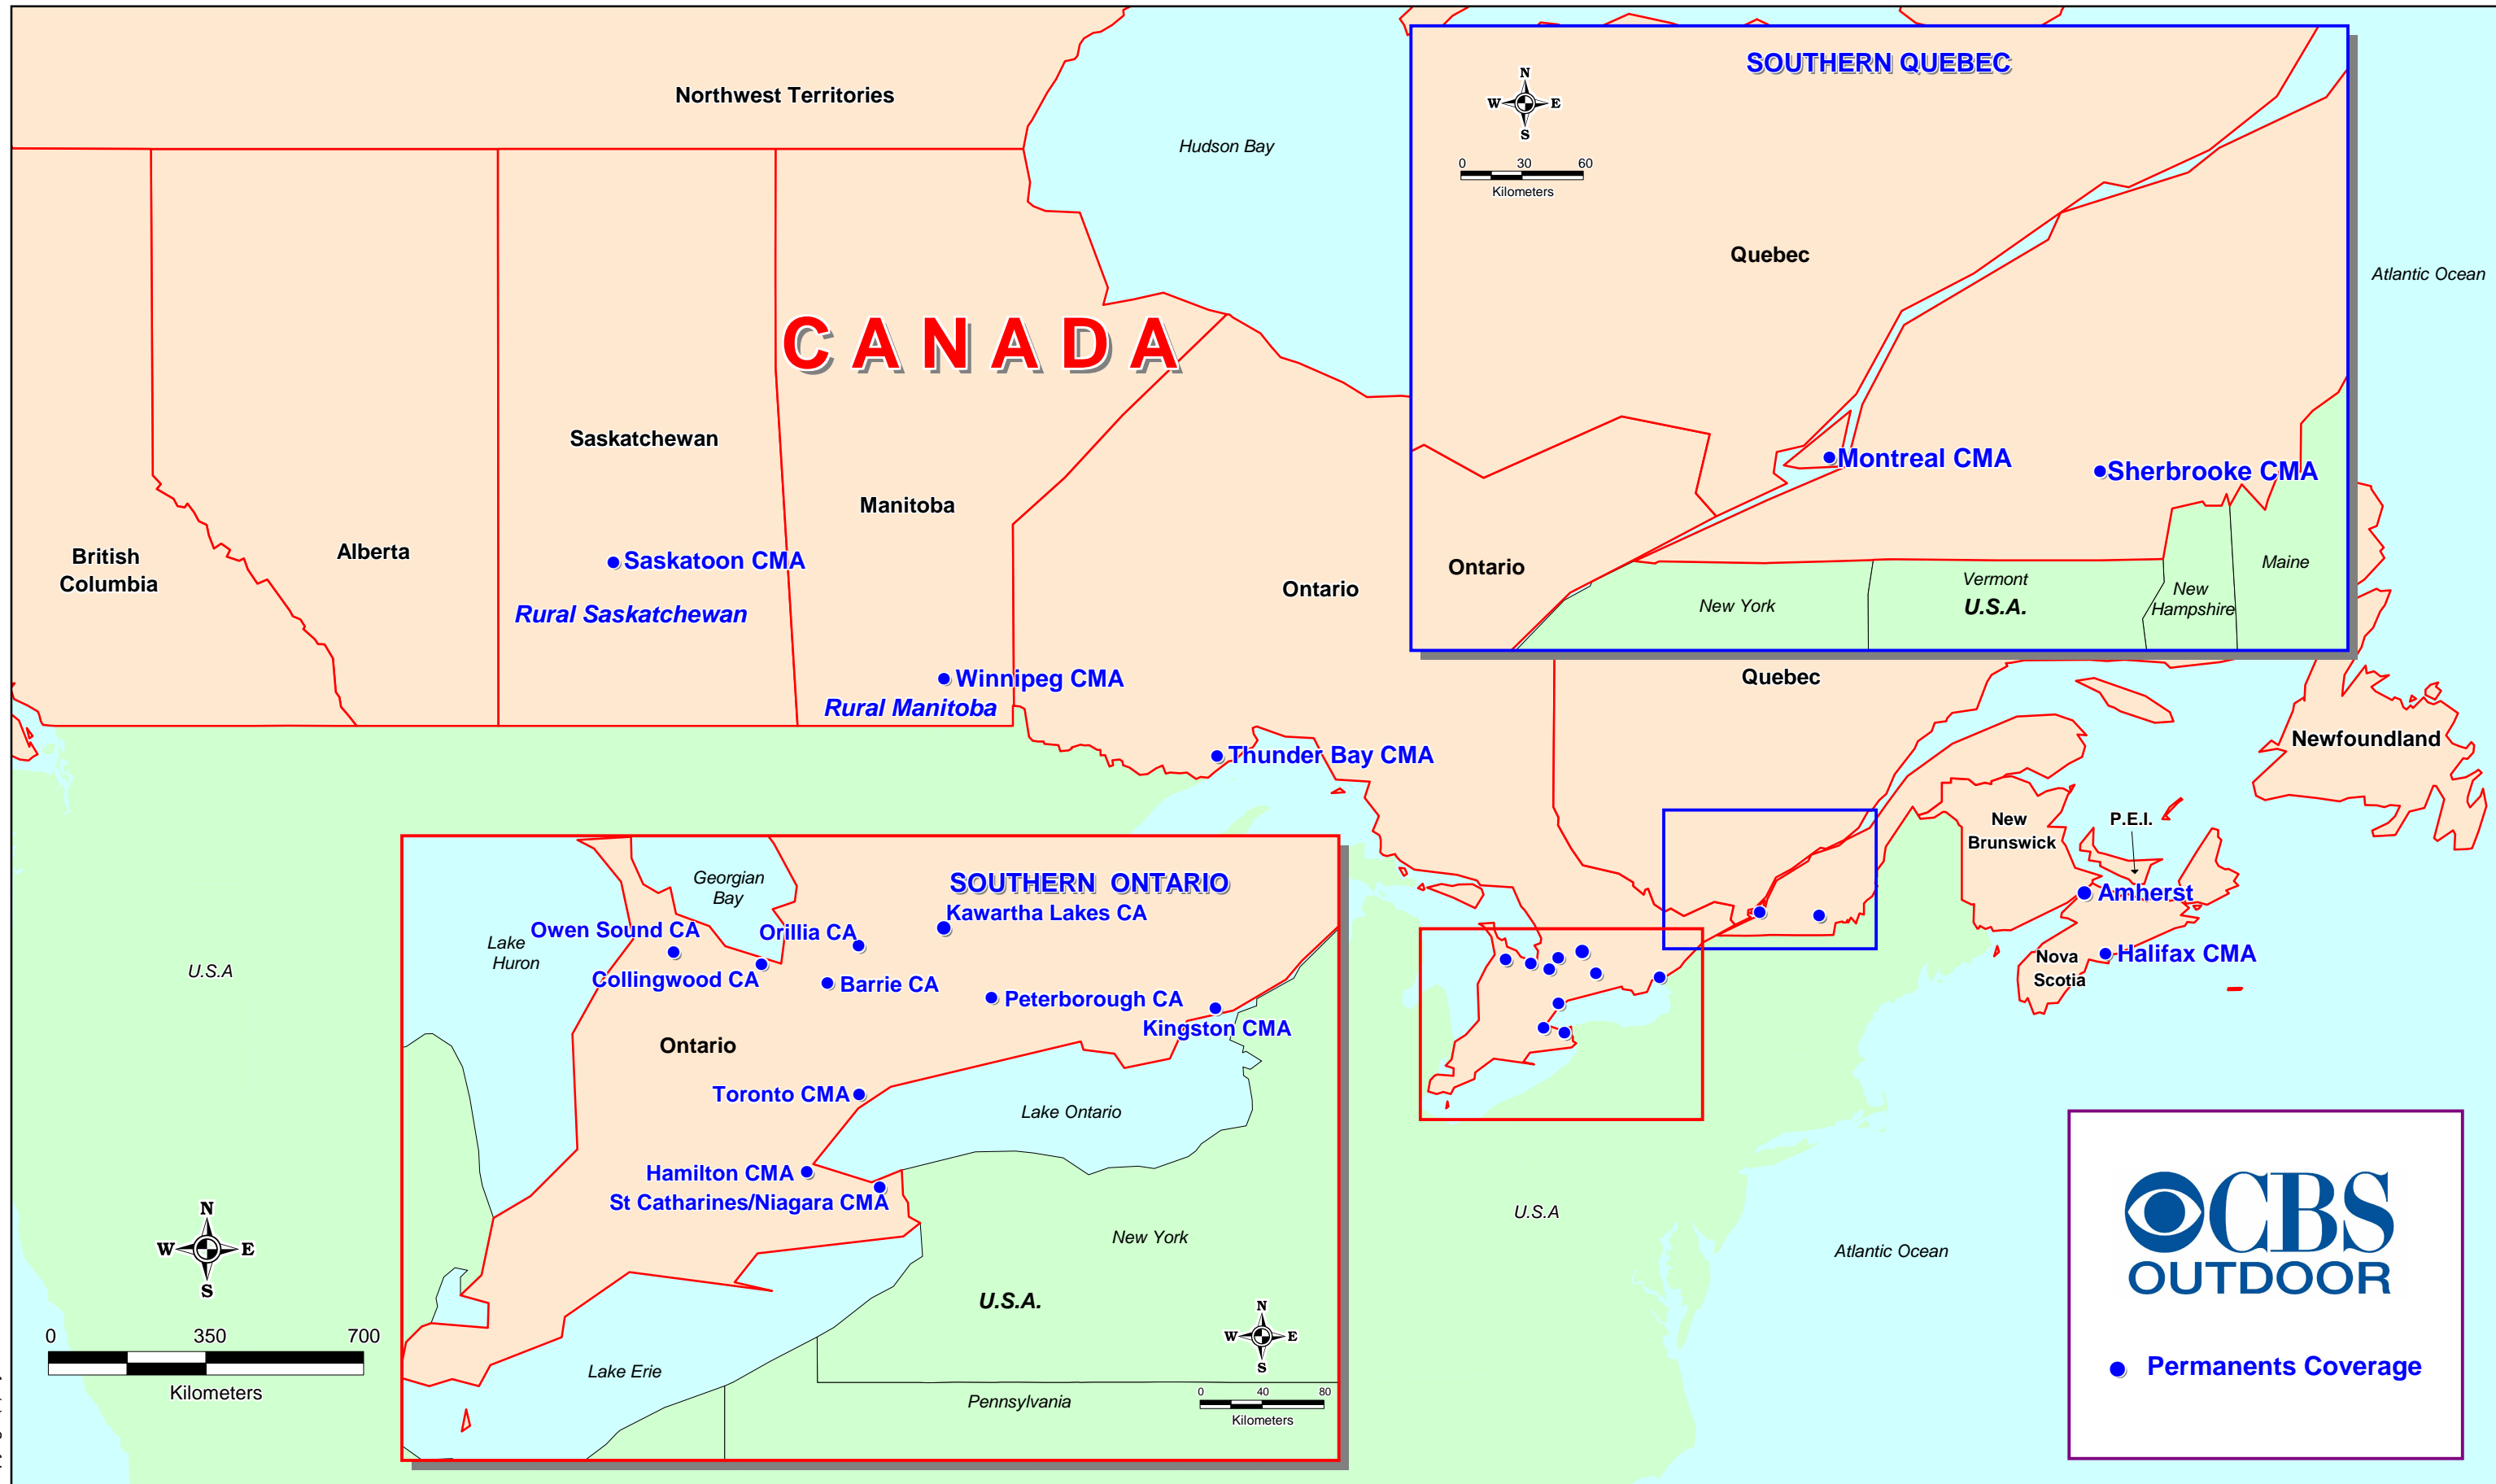 Northwest Territories
Hudson Bay
CANADA
Saskatchewan
Manitoba
British
Columbia
Alberta
Saskatoon CMA
Rural Saskatchewan
Ontario
Winnipeg CMA
Rural Manitoba
Thunder Bay CMA
SOUTHERN QUEBEC
N
W E
S
0 30 60
Kilometers
Quebec
Montreal CMA
Sherbrooke CMA
Ontario
New York
Vermont
U.S.A.
New
Hampshire
Maine
Atlantic Ocean
Quebec
Newfoundland
New
Brunswick
P.E.I.
Amherst
Halifax CMA
Nova
Scotia
U.S.A
SOUTHERN ONTARIO
Georgian
Bay
Kawartha Lakes CA
Owen Sound CA
Orillia CA
Lake
Huron
Collingwood CA
Barrie CA
Peterborough CA
Kingston CMA
Ontario
Toronto CMA
Lake Ontario
Hamilton CMA
St Catharines/Niagara CMA
New York
U.S.A.
Lake Erie
Pennsylvania
N
W E
S
0 40 80
Kilometers
N
W E
S
0 350 700
Kilometers
U.S.A
Atlantic Ocean
CBS
OUTDOOR
Permanents Coverage